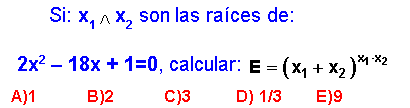 Si: x₁ ∧ x₂ son las raíces de:
2x² – 18x + 1=0, calcular: E = (x₁ + x₂)^(x₁·x₂)
A)1 B)2 C)3 D) 1/3 E)9